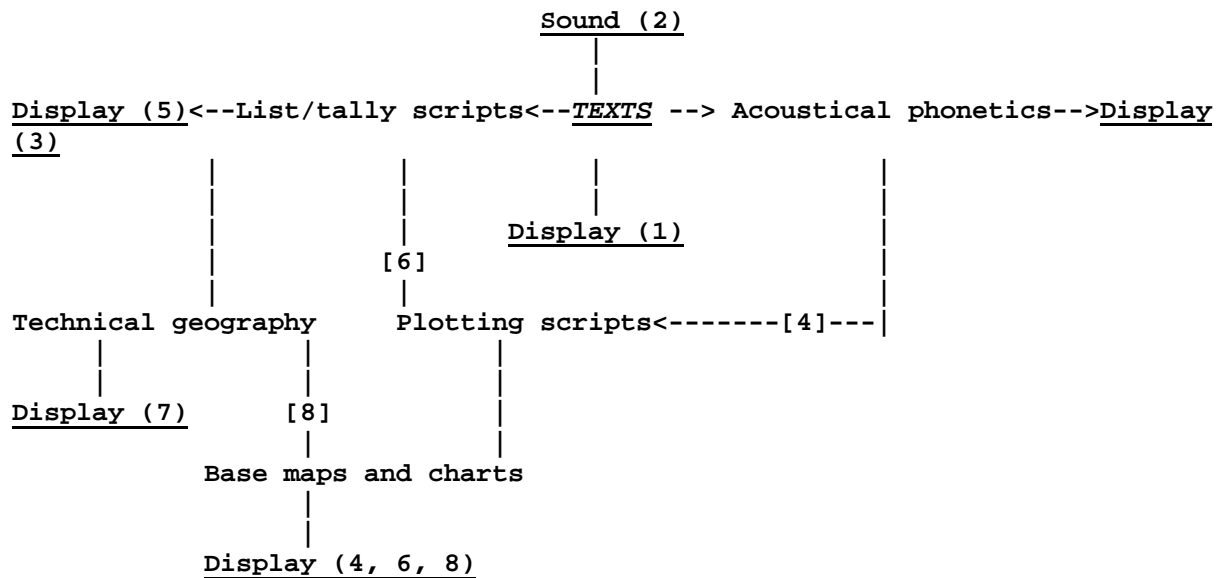 Sound (2)
Display (5)<--List/tally scripts<--TEXTS --> Acoustical phonetics-->Display
(3)
Display (1)
[6]
Technical geography Plotting scripts<-------[4]---|
Display (7) [8]
Base maps and charts
Display (4, 6, 8)